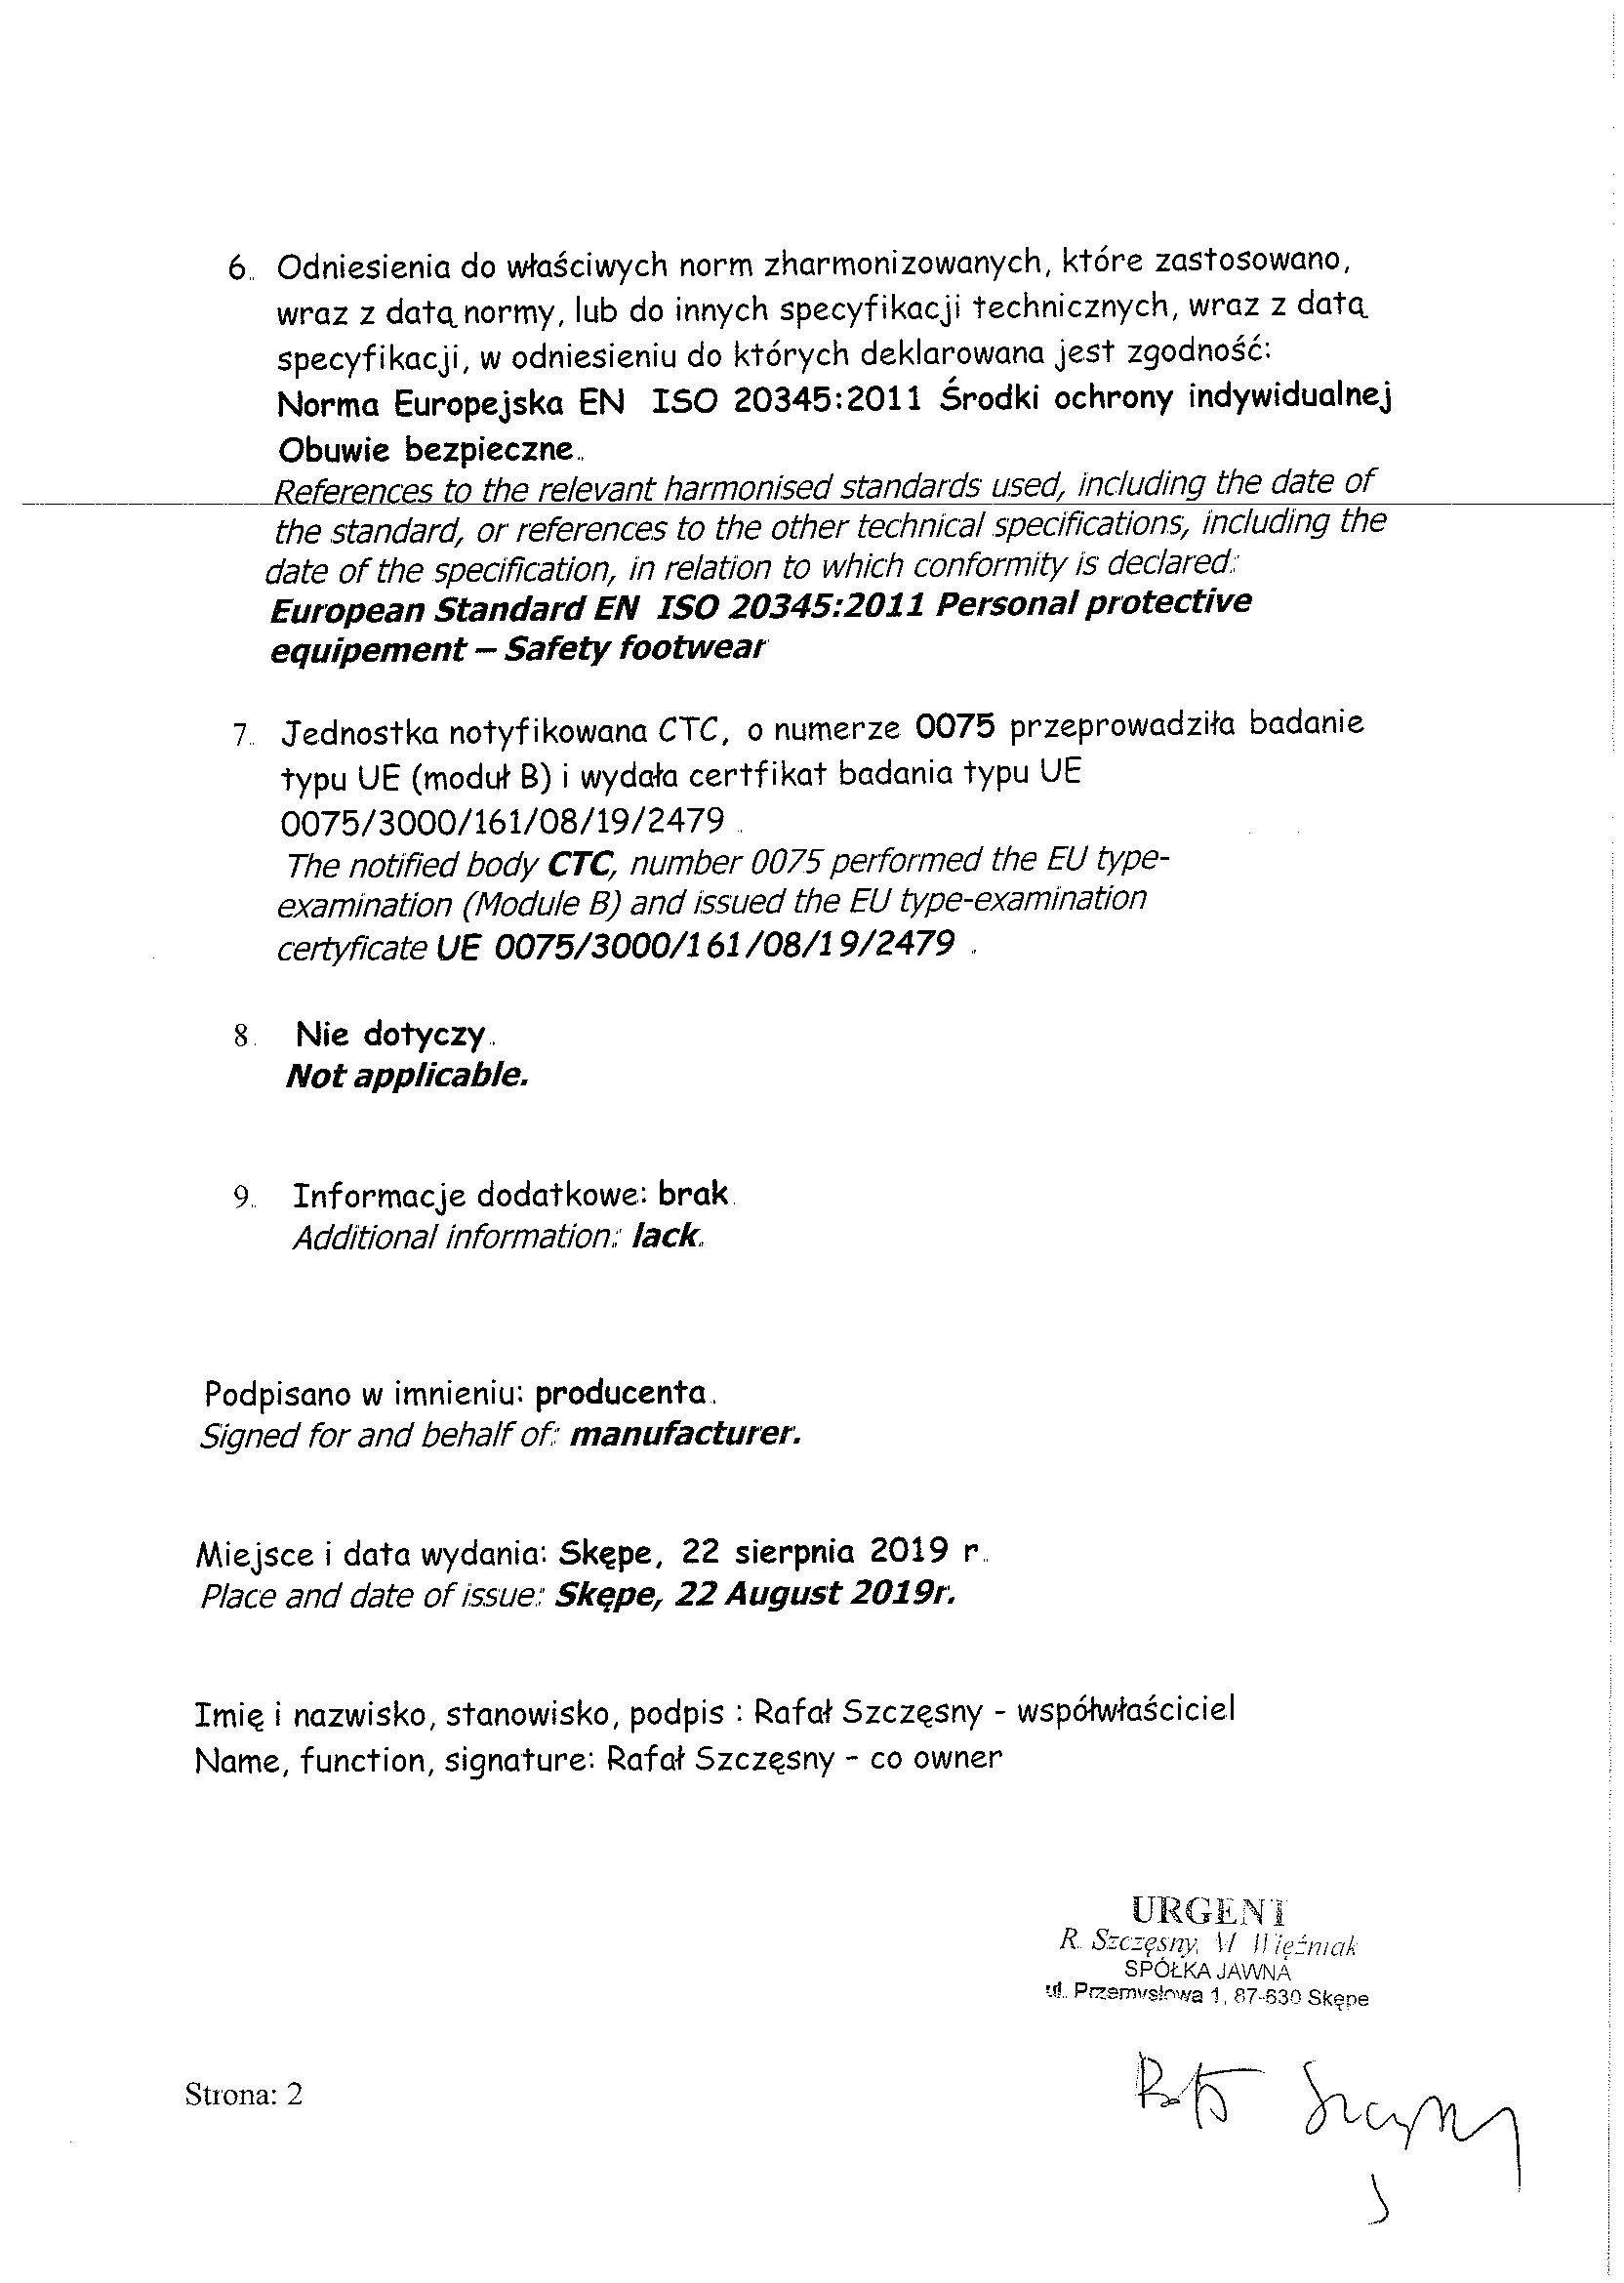 6. Odniesienia do właściwych norm zharmonizowanych, które zastosowano,
wraz z datą normy, lub do innych specyfikacji technicznych, wraz z datą
specyfikacji, w odniesieniu do których deklarowana jest zgodność:
Norma Europejska EN ISO 20345:2011 Środki ochrony indywidualnej
Obuwie bezpieczne.
References to the relevant harmonised standards used, including the date of
the standard, or references to the other technical specifications, including the
date of the specification, in relation to which conformity is declared:
European Standard EN ISO 20345:2011 Personal protective
equipement – Safety footwear
7. Jednostka notyfikowana CTC, o numerze 0075 przeprowadziła badanie
typu UE (moduł B) i wydała certfikat badania typu UE
0075/3000/161/08/19/2479 .
The notified body CTC, number 0075 performed the EU type-
examination (Module B) and issued the EU type-examination
certyficate UE 0075/3000/161/08/19/2479 .
8. Nie dotyczy.
Not applicable.
9. Informacje dodatkowe: brak.
Additional information: lack.
Podpisano w imnieniu: producenta.
Signed for and behalf of: manufacturer.
Miejsce i data wydania: Skępe, 22 sierpnia 2019 r.
Place and date of issue: Skępe, 22 August 2019r.
Imię i nazwisko, stanowisko, podpis : Rafał Szczęsny - współwłaściciel
Name, function, signature: Rafał Szczęsny - co owner
URGENT
R. Szczęsny, W Wieźniak
SPÓŁKA JAWNA
ul. Przemysłowa 1, 87-630 Skępe
Strona: 2